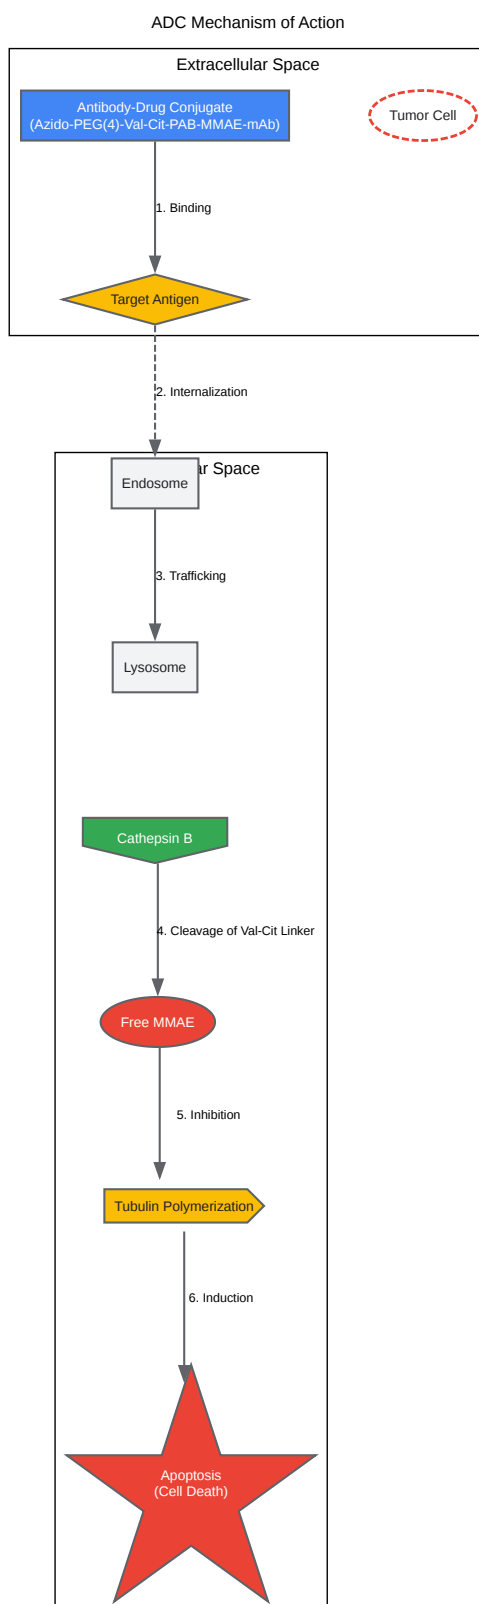 ADC Mechanism of Action
Extracellular Space
Antibody-Drug Conjugate
(Azido-PEG(4)-Val-Cit-PAB-MMAE-mAb)
Tumor Cell
1. Binding
Target Antigen
2. Internalization
Space
Endosome
3. Trafficking
Lysosome
Cathepsin B
4. Cleavage of Val-Cit Linker
Free MMAE
5. Inhibition
Tubulin Polymerization
6. Induction
Apoptosis
(Cell Death)